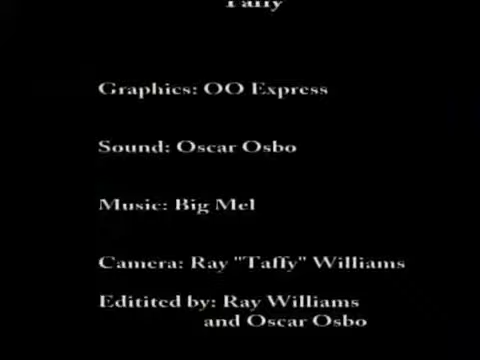 Taffy
Graphics: OO Express
Sound: Oscar Osbo
Music: Big Mel
Camera: Ray "Taffy" Williams
Editited by: Ray Williams
and Oscar Osbo